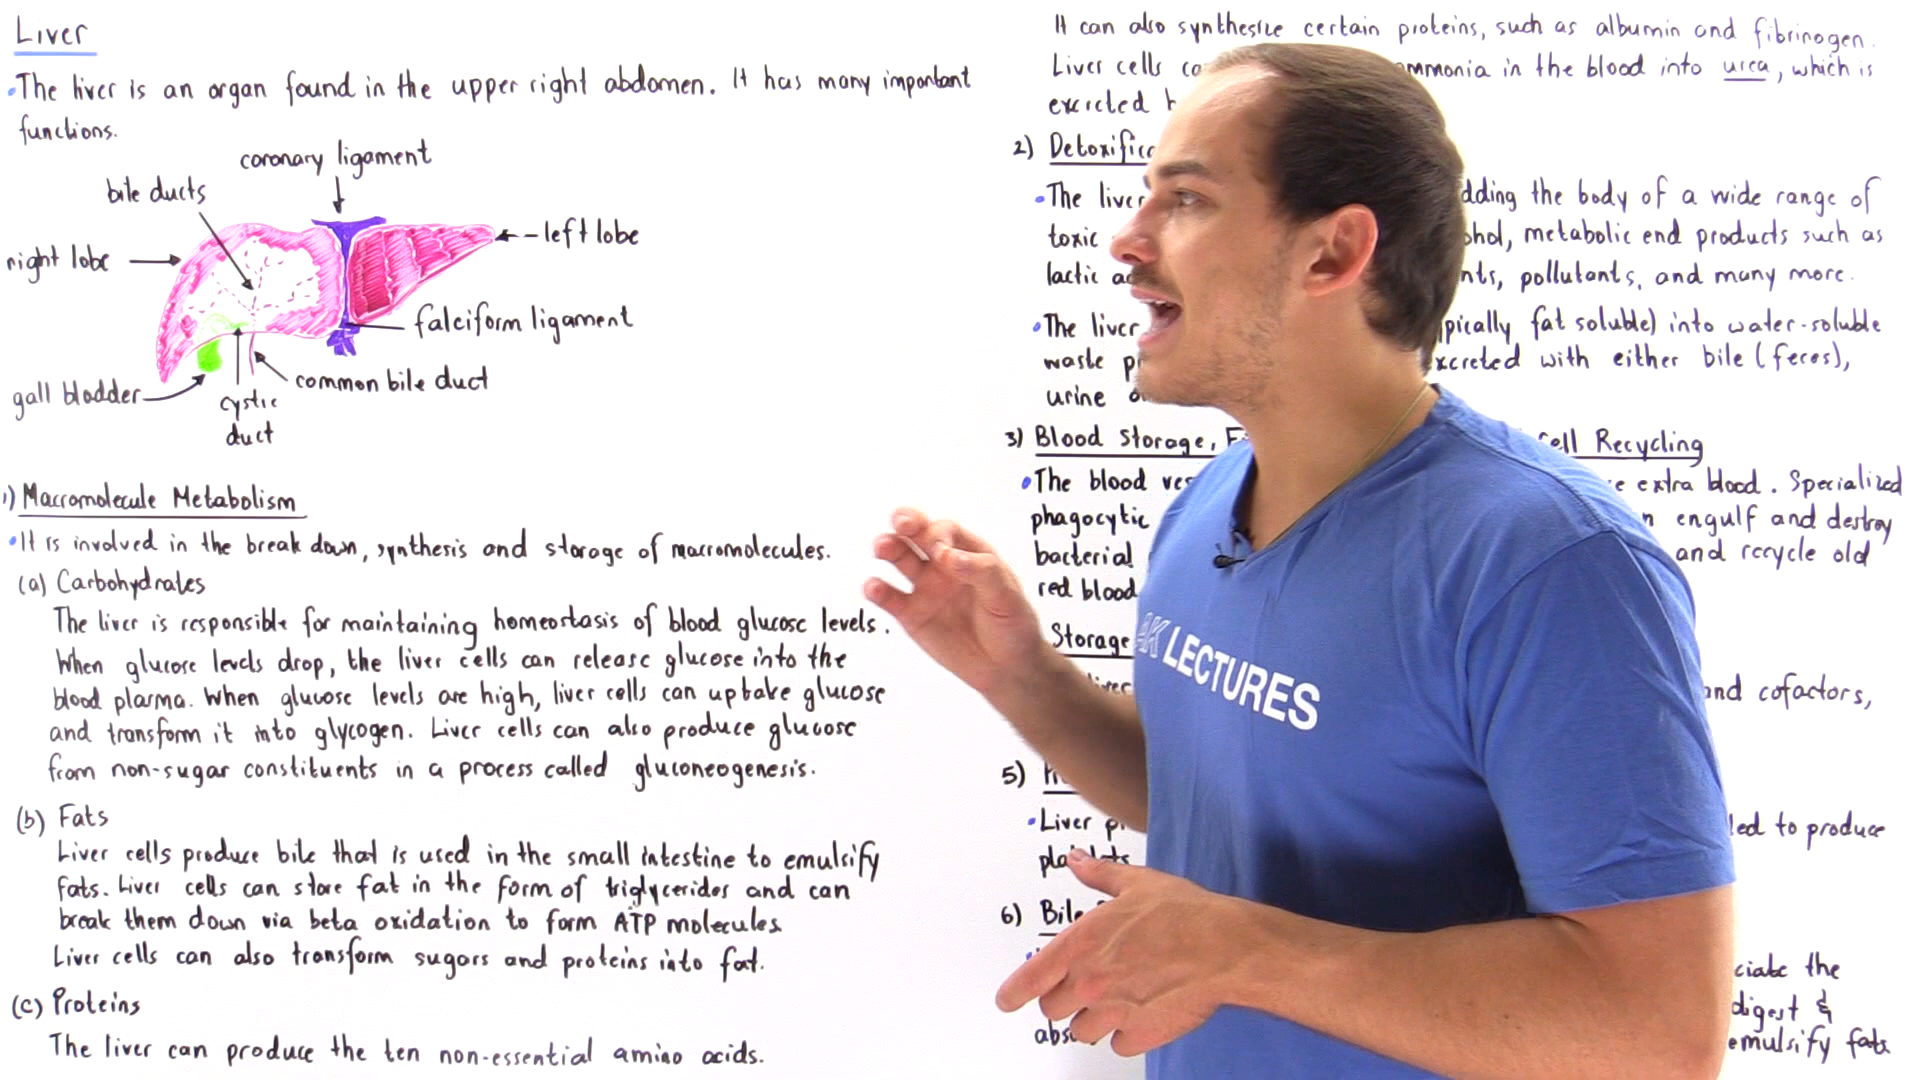 Liver
•The liver is an organ found in the upper right abdomen. It has many important
functions.
coronary ligament
bile ducts
right lobe
left lobe
falciform ligament
common bile duct
gall bladder
cystic
duct
1) Macromolecule Metabolism
•It is involved in the break down, synthesis and storage of macromolecules.
(a) Carbohydrates
The liver is responsible for maintaining homeostasis of blood glucose levels.
When glucose levels drop, the liver cells can release glucose into the
blood plasma. When glucose levels are high, liver cells can uptake glucose
and transform it into glycogen. Liver cells can also produce glucose
from non-sugar constituents in a process called gluconeogenesis.
(b) Fats
Liver cells produce bile that is used in the small intestine to emulsify
fats. Liver cells can store fat in the form of triglycerides and can
break them down via beta oxidation to form ATP molecules.
Liver cells can also transform sugars and proteins into fat.
(c) Proteins
The liver can produce the ten non-essential amino acids.
It can also synthesize certain proteins, such as albumin and fibrinogen.
Liver cells in the blood into urea, which is
excreted
2)
•The liver the body of a wide range of
toxic metabolic end products such as
lactic pollutants, and many more.
•The liver fat soluble) into water-soluble
waste with either bile (feces),
urine
3) Blood Storage, Cell Recycling
•The blood extra blood. Specialized
phagocytic engulf and destroy
bacterial and recycle old
red blood
Storage
and cofactors,
5)
•Liver to produce
6) Bile
the
digest &
emulsify fats
AK LECTURES